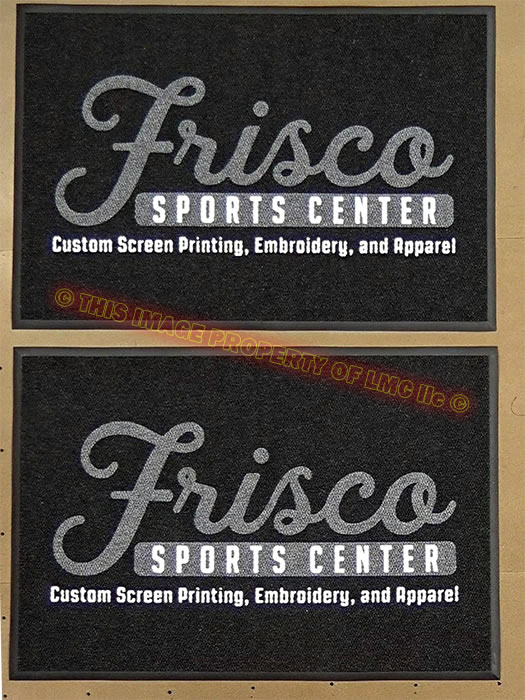 Frisco
SPORTS CENTER
Custom Screen Printing, Embroidery, and Apparel
© THIS IMAGE PROPERTY OF LMC llc ©
Frisco
SPORTS CENTER
Custom Screen Printing, Embroidery, and Apparel